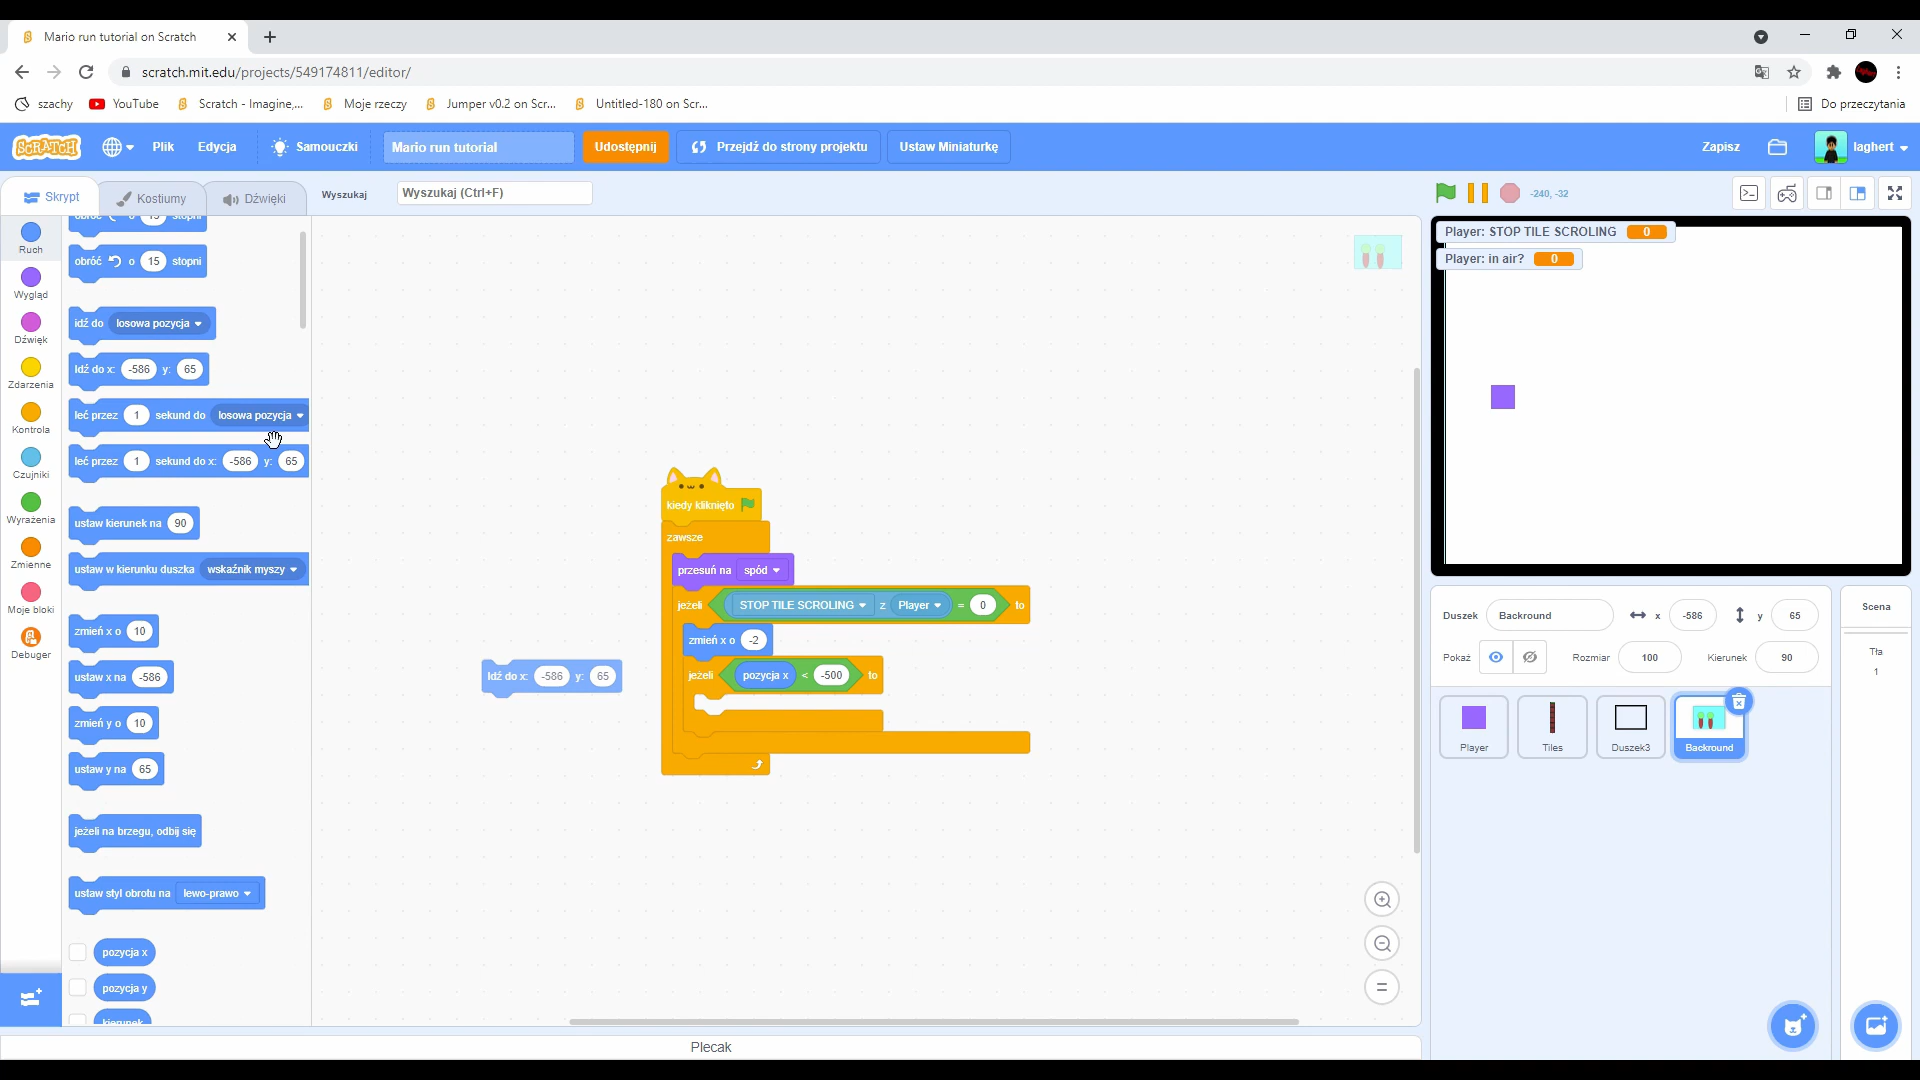 Mario run tutorial on Scratch
scratch.mit.edu/projects/549174811/editor/
szachy YouTube Scratch - Imagine,... Moje rzeczy Jumper v0.2 on Scr... Untitled-180 on Scr... Do przeczytania
SCRATCH Plik Edycja Samouczki Mario run tutorial Udostępnij Przejdź do strony projektu Ustaw Miniaturkę Zapisz laghert
Skrypt Kostiumy Dźwięki Wyszukaj Wyszukaj (Ctrl+F) -240, -32
Ruch
Wygląd
Dźwięk
Zdarzenia
Kontrola
Czujniki
Wyrażenia
Zmienne
Moje bloki
Debuger
obróć o 15 stopni
obróć o 15 stopni
idź do losowa pozycja
Idź do x: -586 y: 65
leć przez 1 sekund do losowa pozycja
leć przez 1 sekund do x: -586 y: 65
ustaw kierunek na 90
ustaw w kierunku duszka wskaźnik myszy
zmień x o 10
ustaw x na -586
zmień y o 10
ustaw y na 65
jeżeli na brzegu, odbij się
ustaw styl obrotu na lewo-prawo
pozycja x
pozycja y
kierunek
Idź do x: -586 y: 65
kiedy kliknięto
zawsze
przesuń na spód
jeżeli STOP TILE SCROLING z Player = 0 to
zmień x o -2
jeżeli pozycja x < -500 to
Player: STOP TILE SCROLING 0
Player: in air? 0
Duszek Backround x -586 y 65
Pokaż Rozmiar 100 Kierunek 90
Player Tiles Duszek3 Backround
Scena
Tła
1
Plecak